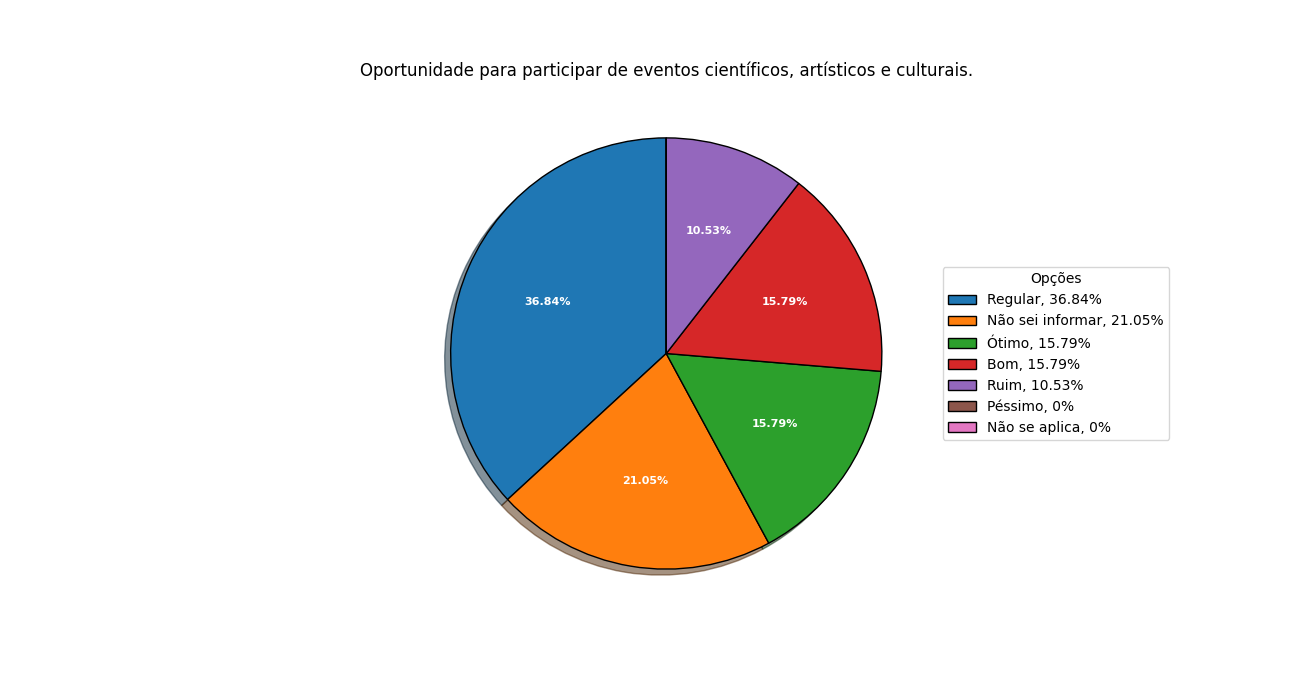 Oportunidade para participar de eventos científicos, artísticos e culturais.
10.53%
36.84%
15.79%
15.79%
21.05%
Opções
Regular, 36.84%
Não sei informar, 21.05%
Ótimo, 15.79%
Bom, 15.79%
Ruim, 10.53%
Péssimo, 0%
Não se aplica, 0%